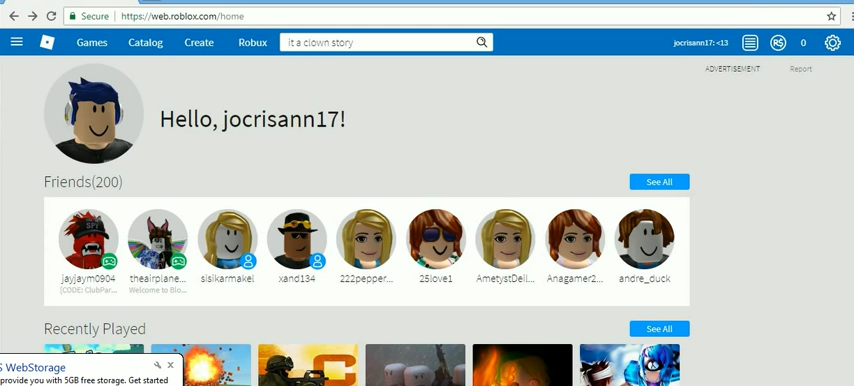 Secure
https://web.roblox.com/home
Games Catalog Create Robux it a clown story jocrisann17: <13 R$ 0
ADVERTISEMENT Report
Hello, jocrisann17!
Friends(200) See All
SPY
jayjaym0904 theairplane... sisikarmakel xand134 222pepper... 25love1 AmetystDeil... Anagamer2... andre_duck
[CODE: ClubPar... Welcome to Blo...
Recently Played See All
S WebStorage
provide you with 5GB free storage. Get started